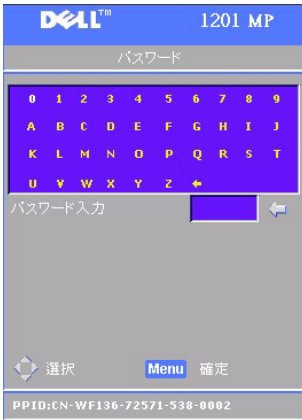 DELL™ 1201 MP
パスワード
0 1 2 3 4 5 6 7 8 9
A B C D E F G H I J
K L M N O P Q R S T
U V W X Y Z ←
パスワード入力
選択 Menu 確定
PPID:CN-WF136-72571-538-0002